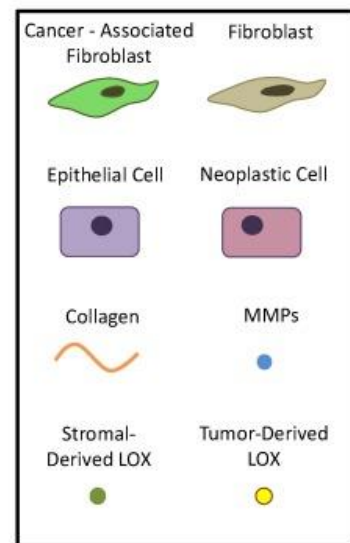 Cancer - Associated
Fibroblast
Fibroblast
Epithelial Cell
Neoplastic Cell
Collagen
MMPs
Stromal-
Derived LOX
Tumor-Derived
LOX